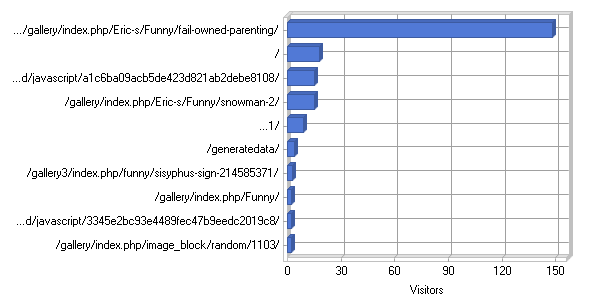 .../gallery/index.php/Eric-s/Funny/fail-owned-parenting/
/
...d/javascript/a1c6ba09acb5de423d821ab2debe8108/
/gallery/index.php/Eric-s/Funny/snowman-2/
...1/
/generatedata/
/gallery3/index.php/funny/sisyphus-sign-214585371/
/gallery/index.php/Funny/
...d/javascript/3345e2bc93e4489fec47b9eedc2019c8/
/gallery/index.php/image_block/random/1103/
0 30 60 90 120 150
Visitors